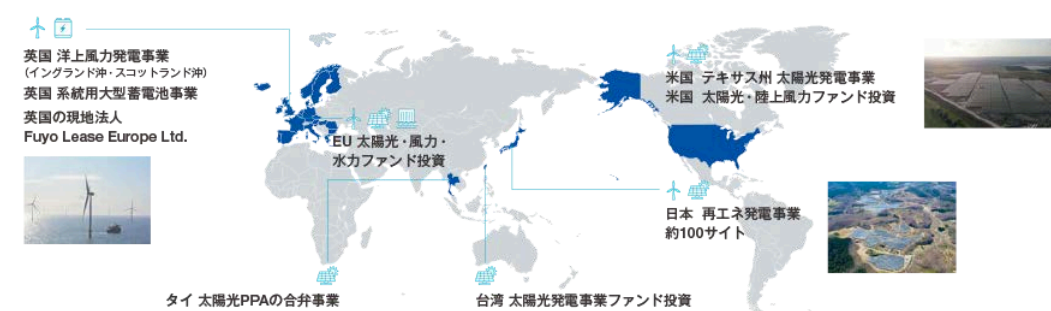 英国 洋上風力発電事業
（イングランド沖・スコットランド沖）
英国 系統用大型蓄電池事業
英国の現地法人
Fuyo Lease Europe Ltd.
EU 太陽光・風力・
水力ファンド投資
米国 テキサス州 太陽光発電事業
米国 太陽光・陸上風力ファンド投資
日本 再エネ発電事業
約100サイト
タイ 太陽光PPAの合弁事業
台湾 太陽光発電事業ファンド投資